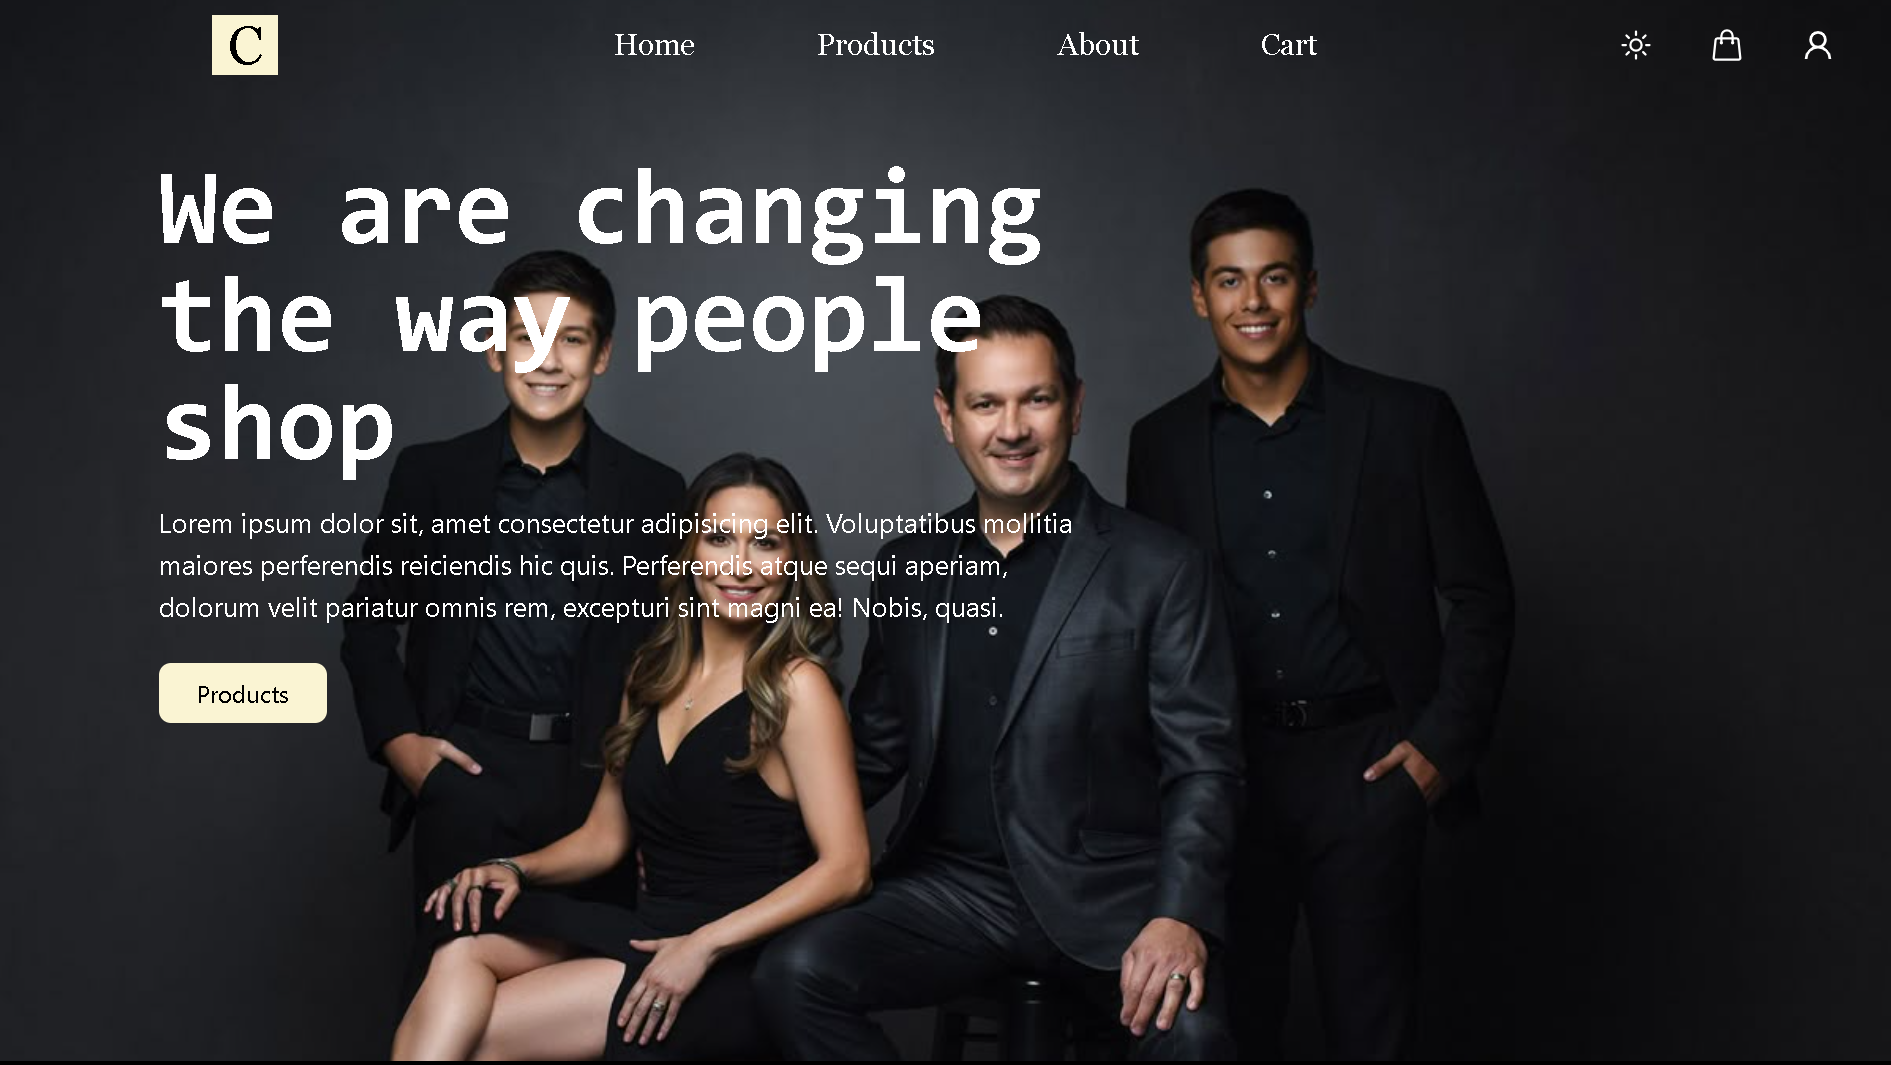 C
Home
Products
About
Cart
We are changing
the way people
shop
Lorem ipsum dolor sit, amet consectetur adipisicing elit. Voluptatibus mollitia
maiores perferendis reiciendis hic quis. Perferendis atque sequi aperiam,
dolorum velit pariatur omnis rem, excepturi sint magni ea! Nobis, quasi.
Products